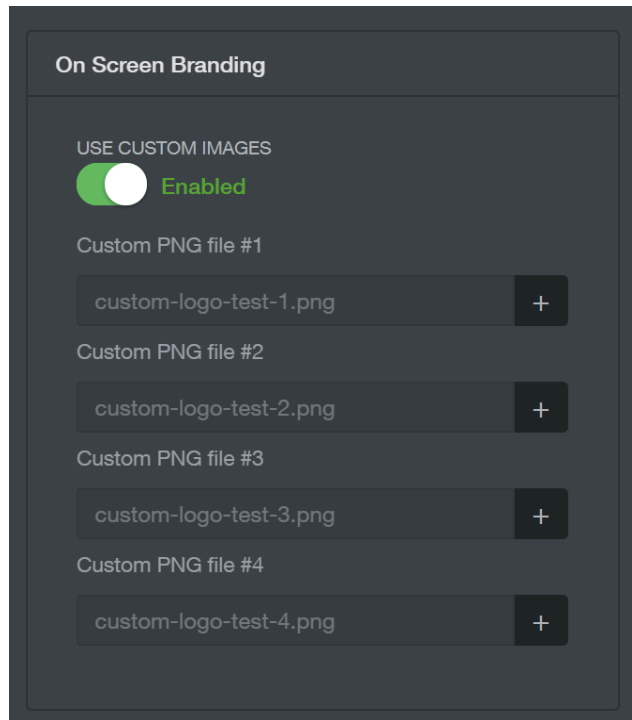 On Screen Branding
USE CUSTOM IMAGES
Enabled
Custom PNG file #1
custom-logo-test-1.png
+
Custom PNG file #2
custom-logo-test-2.png
+
Custom PNG file #3
custom-logo-test-3.png
+
Custom PNG file #4
custom-logo-test-4.png
+